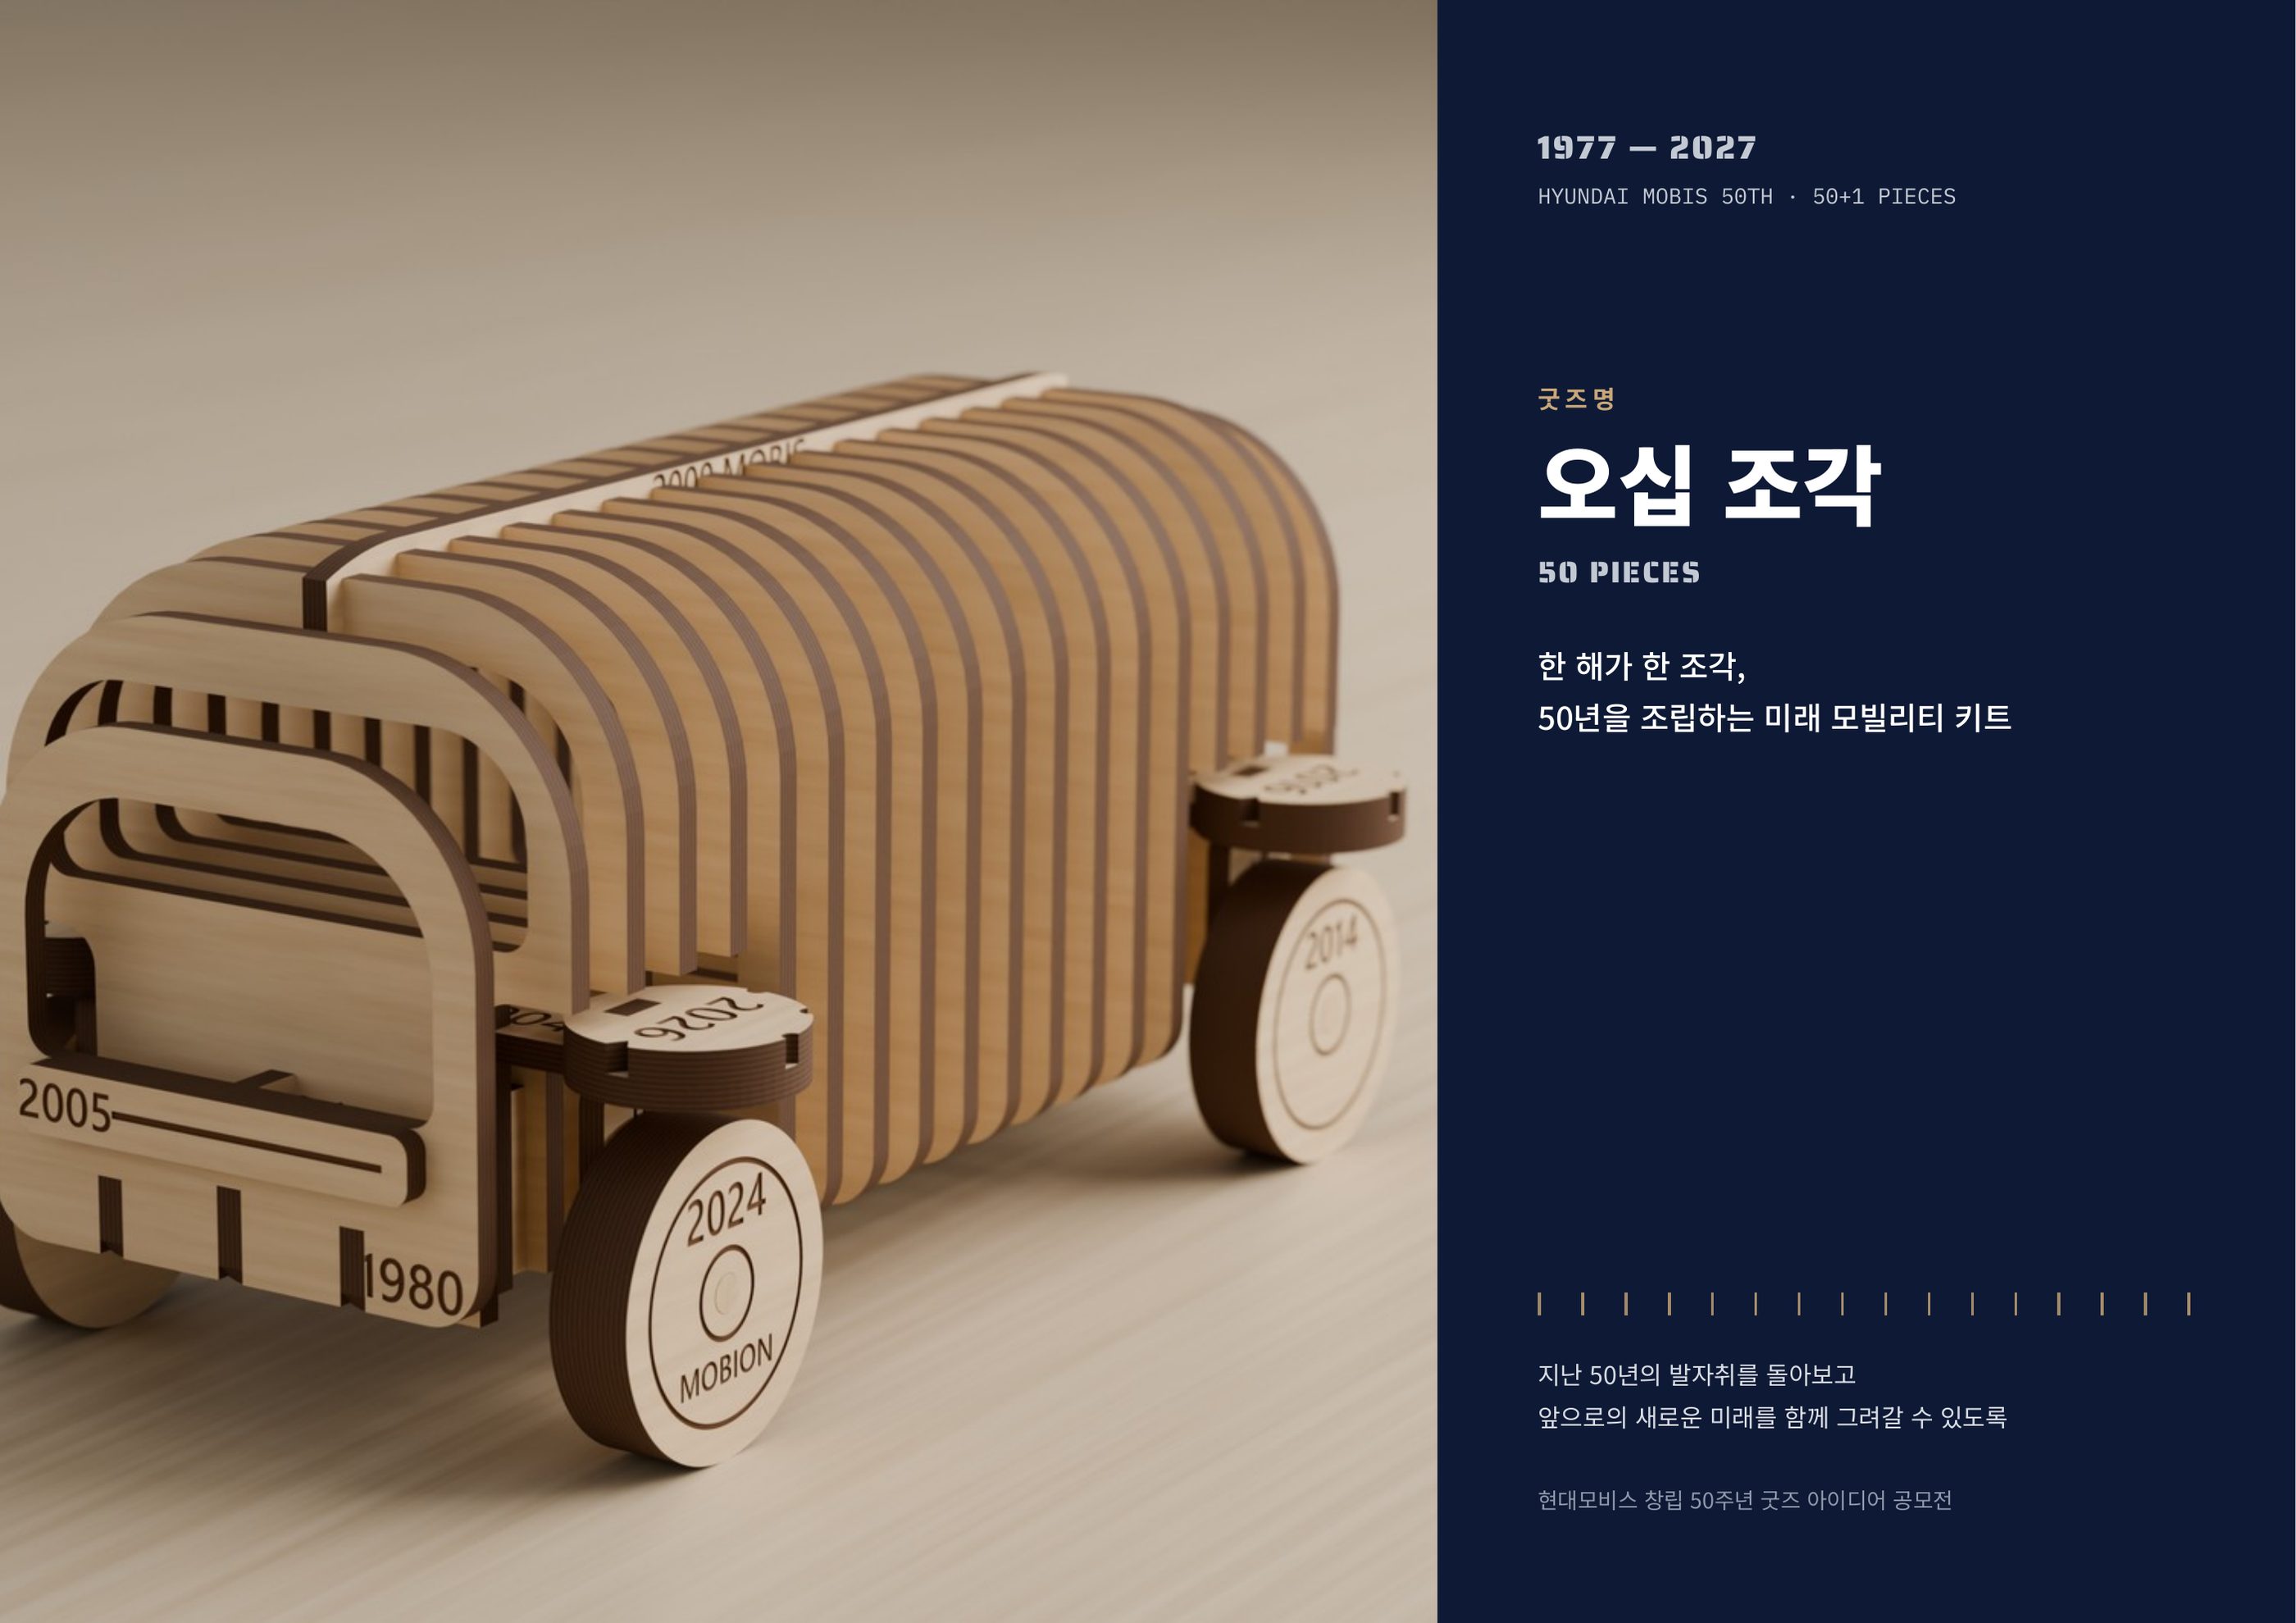 2000 MOBIS
2026
2014
2026
2005
1980
2024
MOBION
1977 — 2027
HYUNDAI MOBIS 50TH · 50+1 PIECES
굿즈명
오십 조각
50 PIECES
한 해가 한 조각,
50년을 조립하는 미래 모빌리티 키트
지난 50년의 발자취를 돌아보고
앞으로의 새로운 미래를 함께 그려갈 수 있도록
현대모비스 창립 50주년 굿즈 아이디어 공모전